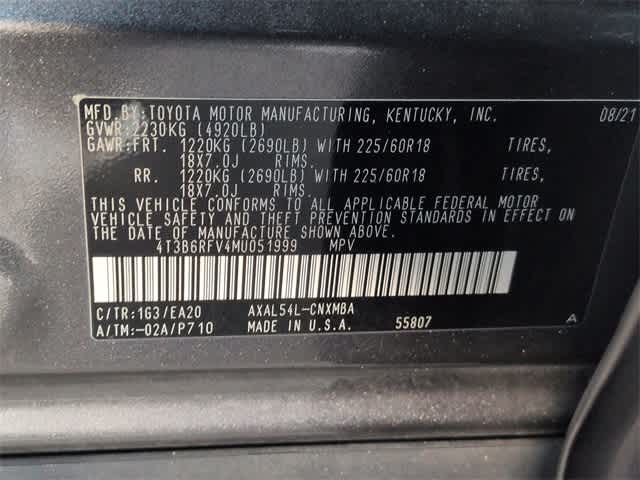 MFD.BY:TOYOTA MOTOR MANUFACTURING, KENTUCKY, INC. 08/21
GVWR:2230KG (4920LB)
GAWR:FRT. 1220KG (2690LB) WITH 225/60R18 TIRES,
18X7.0J RIMS.
RR. 1220KG (2690LB) WITH 225/60R18 TIRES,
18X7.0J RIMS.
THIS VEHICLE CONFORMS TO ALL APPLICABLE FEDERAL MOTOR
VEHICLE SAFETY AND THEFT PREVENTION STANDARDS IN EFFECT
ON THE DATE OF MANUFACTURE SHOWN ABOVE.
4T3B6RFV4MU051999 MPV
C/TR:1G3/EA20 AXAL54L-CNXMBA
A/TM:-02A/P710 MADE IN U.S.A. 55807 A